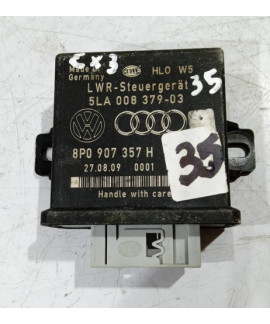 CX3
Made in
Germany
HLO W5
35
LWR-Steuergerät
5LA 008 379-03
8P0 907 357 H
35
27.08.09 0001
Handle with care